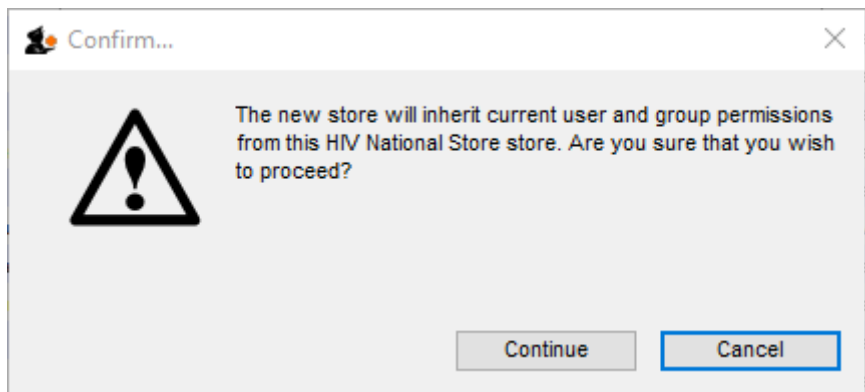 Confirm...
The new store will inherit current user and group permissions
from this HIV National Store store. Are you sure that you wish
to proceed?
Continue
Cancel